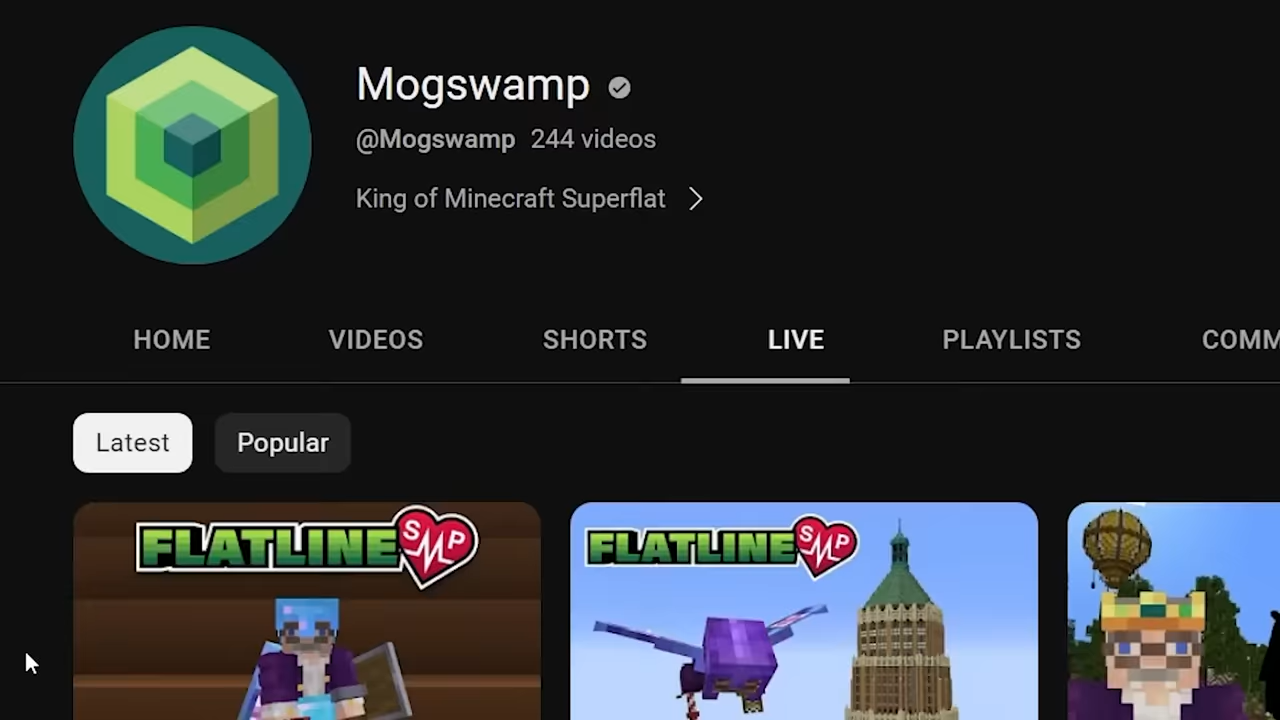 Mogswamp
@Mogswamp 244 videos
King of Minecraft Superflat
HOME VIDEOS SHORTS LIVE PLAYLISTS COMM
Latest Popular
FLATLINE SMP FLATLINE SMP